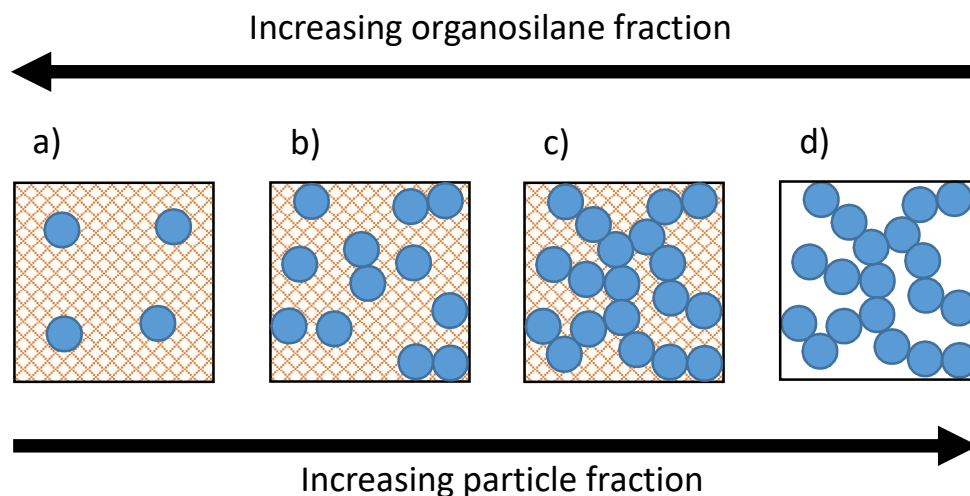 Increasing organosilane fraction
a)
b)
c)
d)
Increasing particle fraction